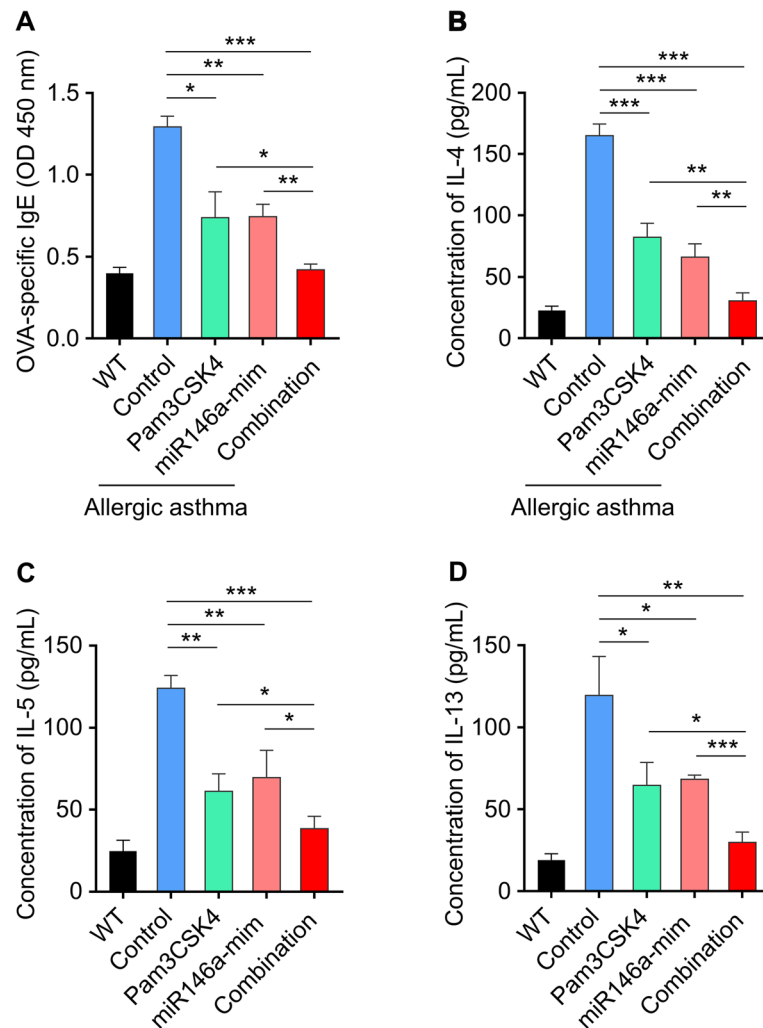 A
OVA-specific IgE (OD 450 nm)
***
**
*
*
**
1.5
1.0
0.5
0.0
WT
Control
Pam3CSK4
miR146a-mim
Combination
Allergic asthma
B
Concentration of IL-4 (pg/mL)
***
***
***
**
**
200
150
100
50
0
WT
Control
Pam3CSK4
miR146a-mim
Combination
Allergic asthma
C
Concentration of IL-5 (pg/mL)
***
**
**
*
*
150
100
50
0
WT
Control
Pam3CSK4
miR146a-mim
Combination
D
Concentration of IL-13 (pg/mL)
**
*
*
*
***
150
100
50
0
WT
Control
Pam3CSK4
miR146a-mim
Combination